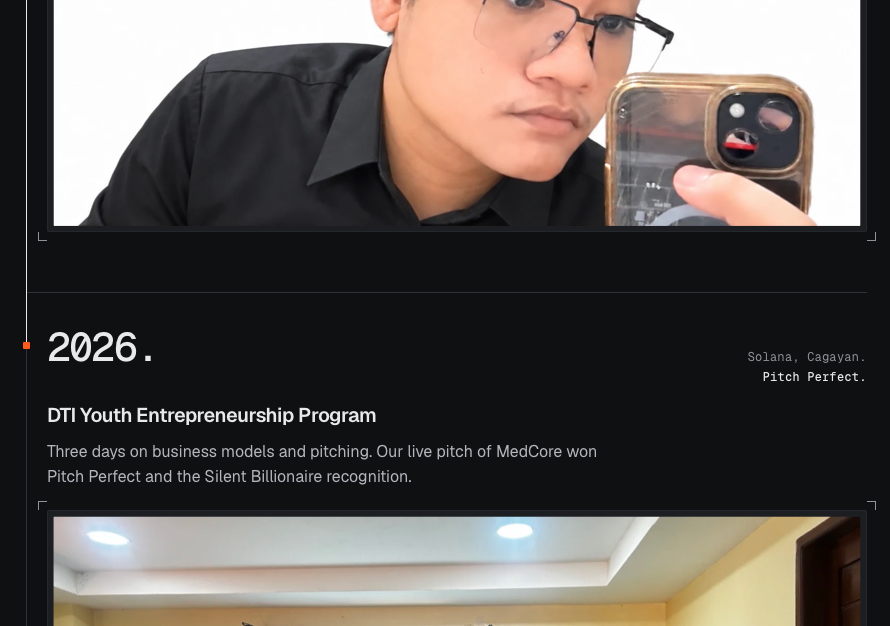 2026.
Solana, Cagayan.
Pitch Perfect.
DTI Youth Entrepreneurship Program
Three days on business models and pitching. Our live pitch of MedCore won
Pitch Perfect and the Silent Billionaire recognition.